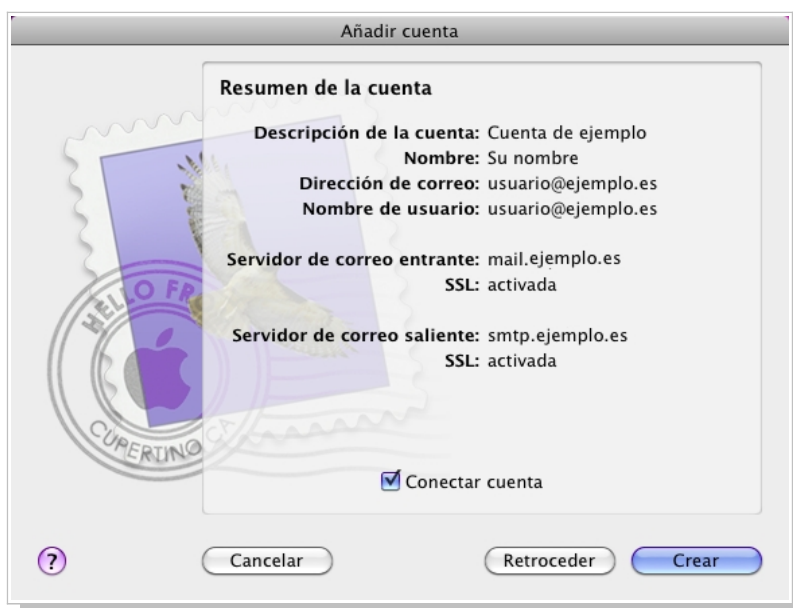 Añadir cuenta
Resumen de la cuenta
Descripción de la cuenta: Cuenta de ejemplo
Nombre: Su nombre
Dirección de correo: usuario@ejemplo.es
Nombre de usuario: usuario@ejemplo.es
Servidor de correo entrante: mail.ejemplo.es
SSL: activada
Servidor de correo saliente: smtp.ejemplo.es
SSL: activada
HELLO FR
CUPERTINO CA
Conectar cuenta
?
Cancelar
Retroceder
Crear